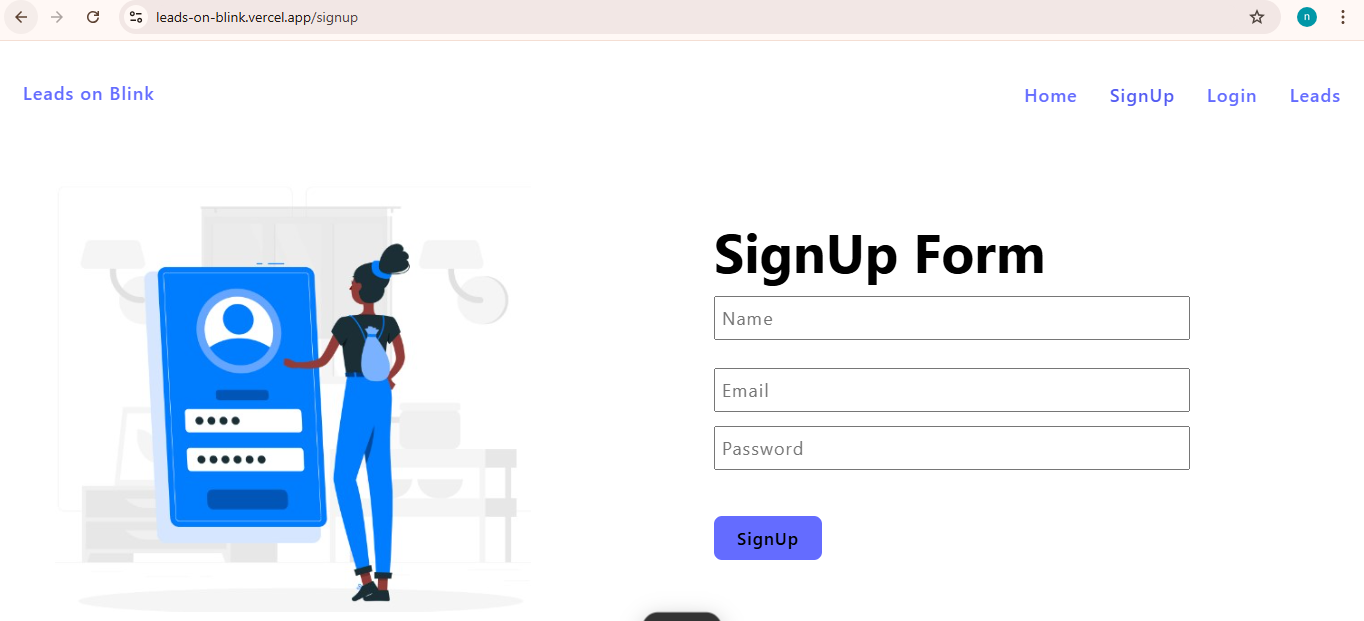 leads-on-blink.vercel.app/signup
n
Leads on Blink
Home SignUp Login Leads
SignUp Form
Name
Email
Password
SignUp